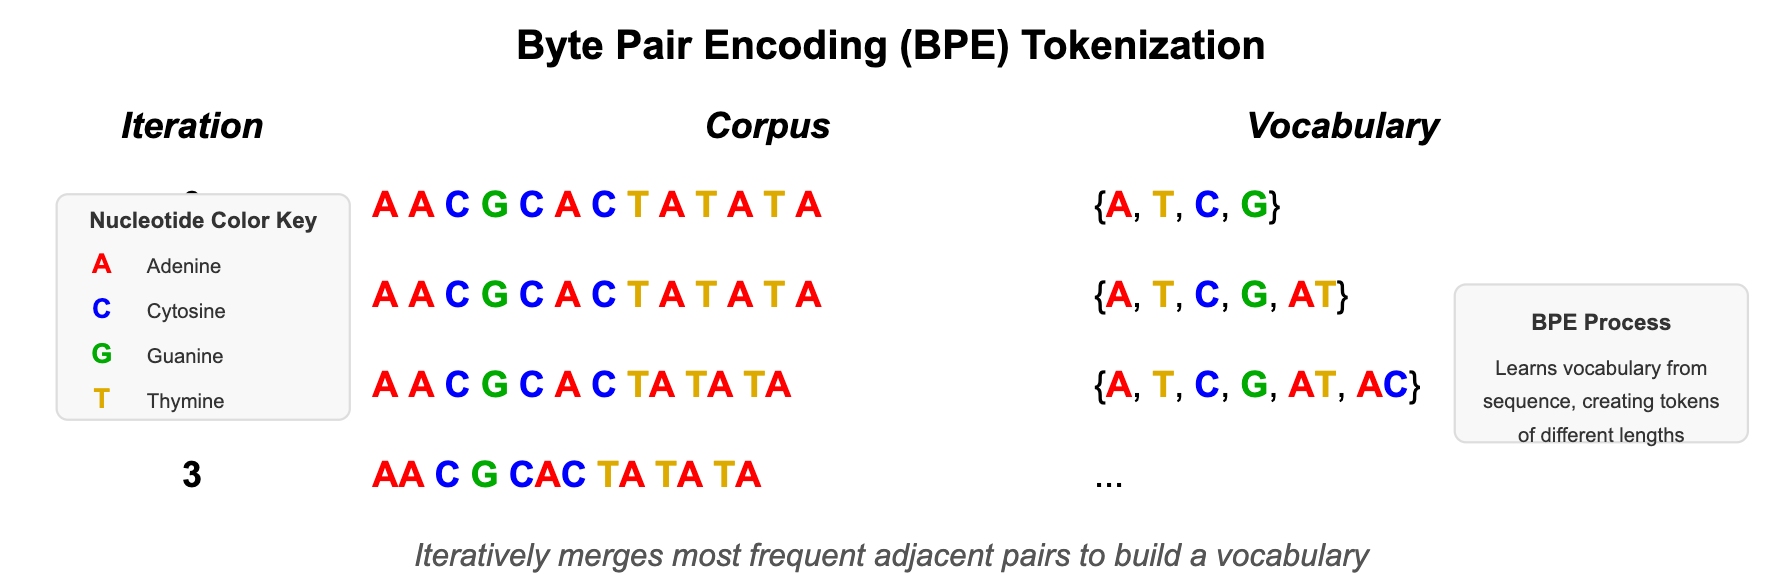 Byte Pair Encoding (BPE) Tokenization
Iteration Corpus Vocabulary
A A C G C A C T A T A T A {A, T, C, G}
Nucleotide Color Key
A Adenine
C Cytosine
G Guanine
T Thymine
A A C G C A C T A T A T A {A, T, C, G, AT}
A A C G C A C TA TA TA {A, T, C, G, AT, AC}
BPE Process
Learns vocabulary from
sequence, creating tokens
of different lengths
3 AA C G CAC TA TA TA ...
Iteratively merges most frequent adjacent pairs to build a vocabulary